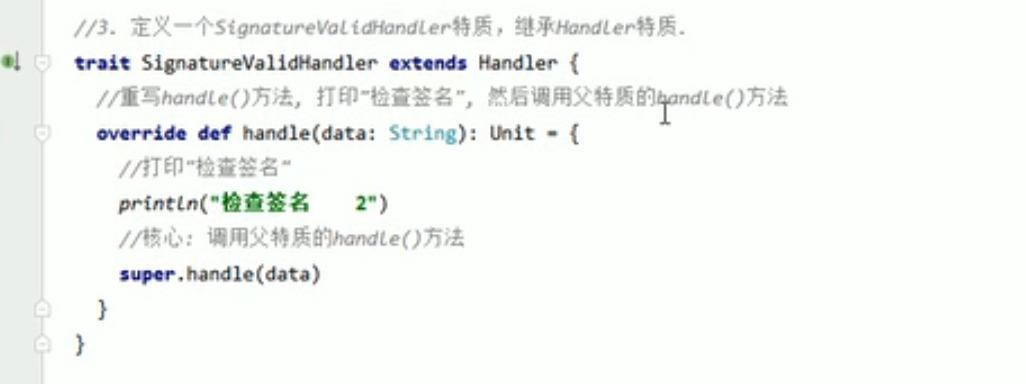 //3. 定义一个SignatureValidHandler特质，继承Handler特质.
trait SignatureValidHandler extends Handler {
//重写handle()方法, 打印"检查签名", 然后调用父特质的handle()方法
override def handle(data: String): Unit = {
//打印"检查签名"
println("检查签名    2")
//核心: 调用父特质的handle()方法
super.handle(data)
}
}